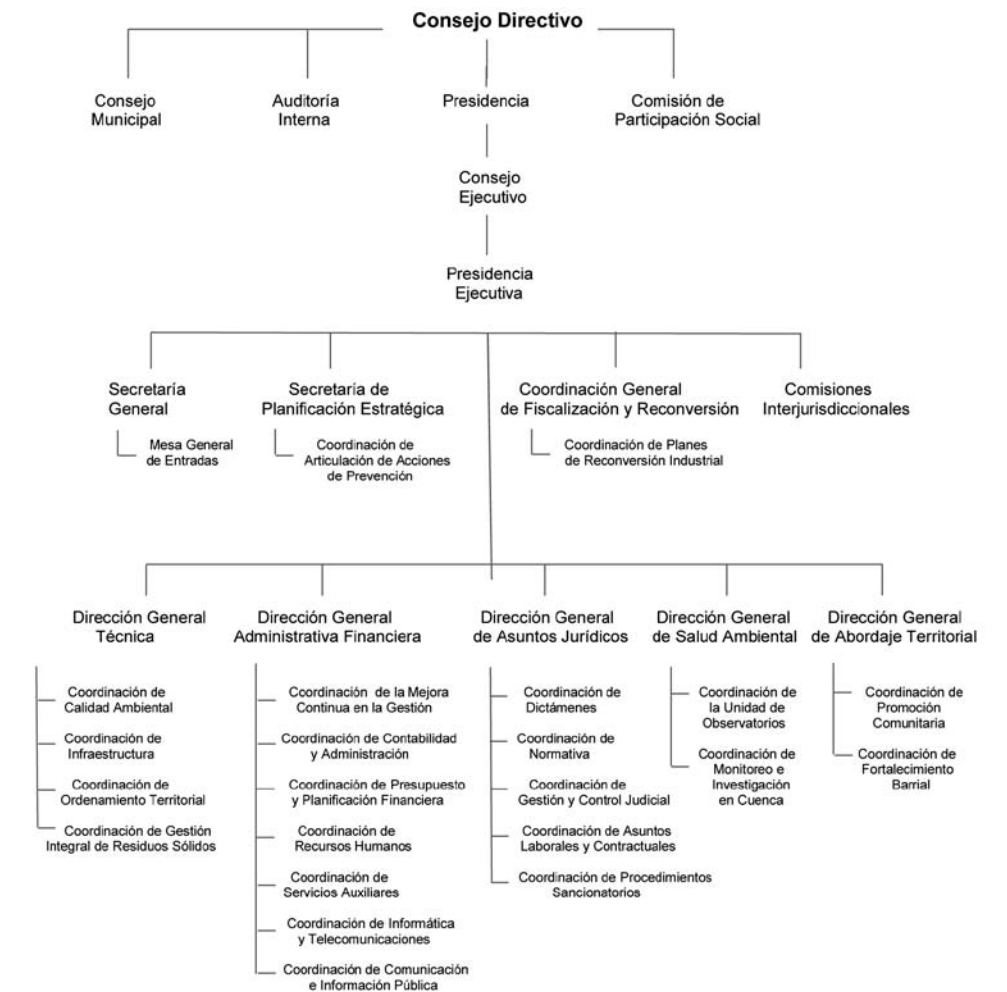 Consejo Directivo
Consejo
Municipal
Auditoría
Interna
Presidencia
Comisión de
Participación Social
Consejo
Ejecutivo
Presidencia
Ejecutiva
Secretaría
General
Mesa General
de Entradas
Secretaría de
Planificación Estratégica
Coordinación de
Articulación de Acciones
de Prevención
Coordinación General
de Fiscalización y Reconversión
Coordinación de Planes
de Reconversión Industrial
Comisiones
Interjurisdiccionales
Dirección General
Técnica
Coordinación de
Calidad Ambiental
Coordinación de
Infraestructura
Coordinación de
Ordenamiento Territorial
Coordinación de Gestión
Integral de Residuos Sólidos
Dirección General
Administrativa Financiera
Coordinación de la Mejora
Continua en la Gestión
Coordinación de Contabilidad
y Administración
Coordinación de Presupuesto
y Planificación Financiera
Coordinación de
Recursos Humanos
Coordinación de
Servicios Auxiliares
Coordinación de Informática
y Telecomunicaciones
Coordinación de Comunicación
e Información Pública
Dirección General
de Asuntos Jurídicos
Coordinación de
Dictámenes
Coordinación de
Normativa
Coordinación de
Gestión y Control Judicial
Coordinación de Asuntos
Laborales y Contractuales
Coordinación de Procedimientos
Sancionatorios
Dirección General
de Salud Ambiental
Coordinación de
la Unidad de
Observatorios
Coordinación de
Monitoreo e
Investigación
en Cuenca
Dirección General
de Abordaje Territorial
Coordinación de
Promoción
Comunitaria
Coordinación de
Fortalecimiento
Barrial